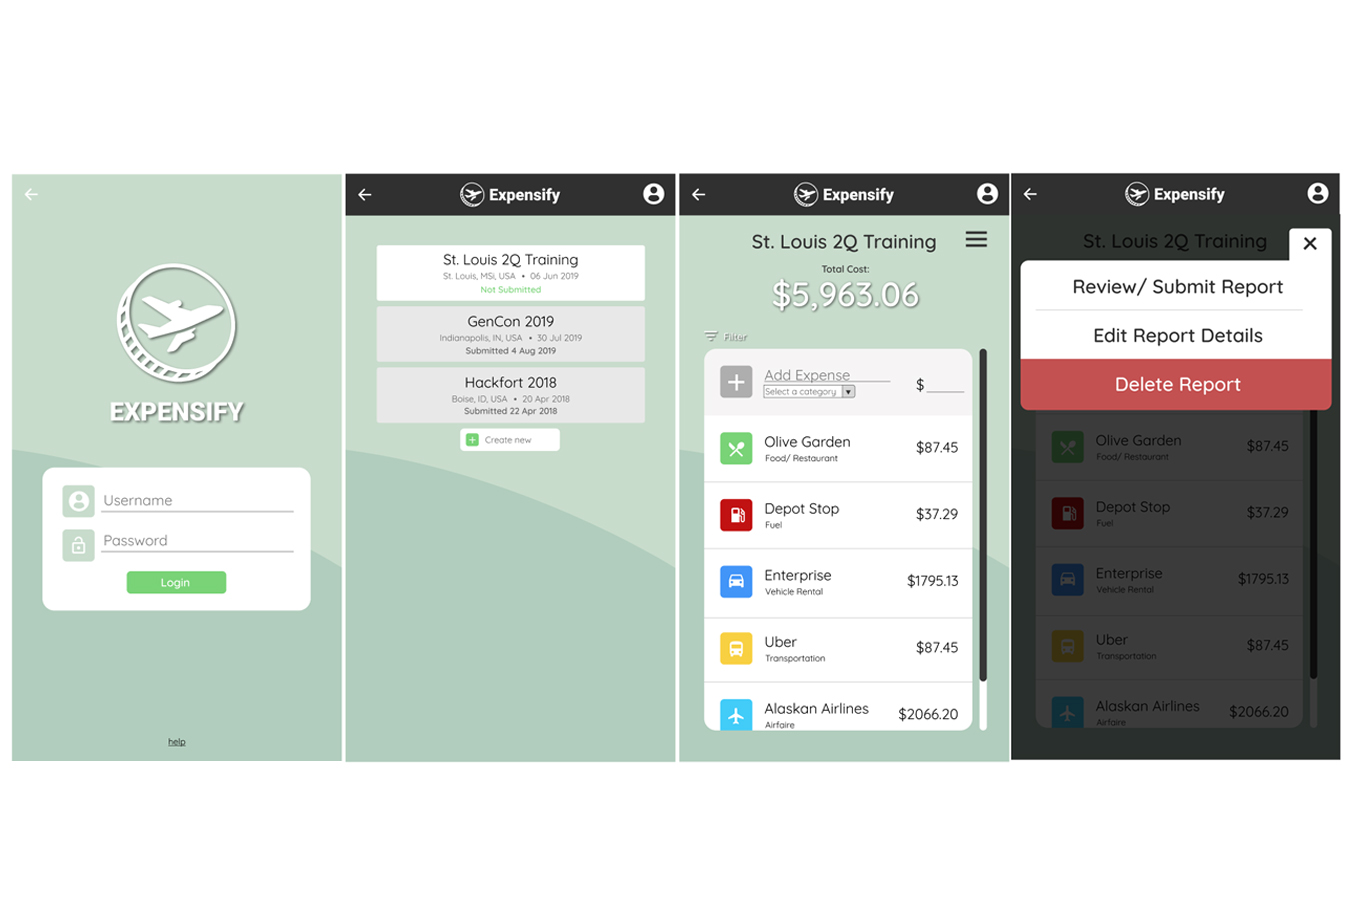 EXPENSIFY
Username
Password
Login
help
Expensify
St. Louis 2Q Training
St. Louis, MSi, USA • 06 Jun 2019
Not Submitted
GenCon 2019
Indianapolis, IN, USA • 30 Jul 2019
Submitted 4 Aug 2019
Hackfort 2018
Boise, ID, USA • 20 Apr 2018
Submitted 22 Apr 2018
Create new
Expensify
St. Louis 2Q Training
Total Cost:
$5,963.06
Filter
Add Expense
$
Select a category
Olive Garden
$87.45
Food/ Restaurant
Depot Stop
$37.29
Fuel
Enterprise
$1795.13
Vehicle Rental
Uber
$87.45
Transportation
Alaskan Airlines
$2066.20
Airfaire
Expensify
St. Louis 2Q Training
Review/ Submit Report
Edit Report Details
Delete Report
Olive Garden
$87.45
Food/ Restaurant
Depot Stop
$37.29
Fuel
Enterprise
$1795.13
Vehicle Rental
Uber
$87.45
Transportation
Alaskan Airlines
$2066.20
Airfaire